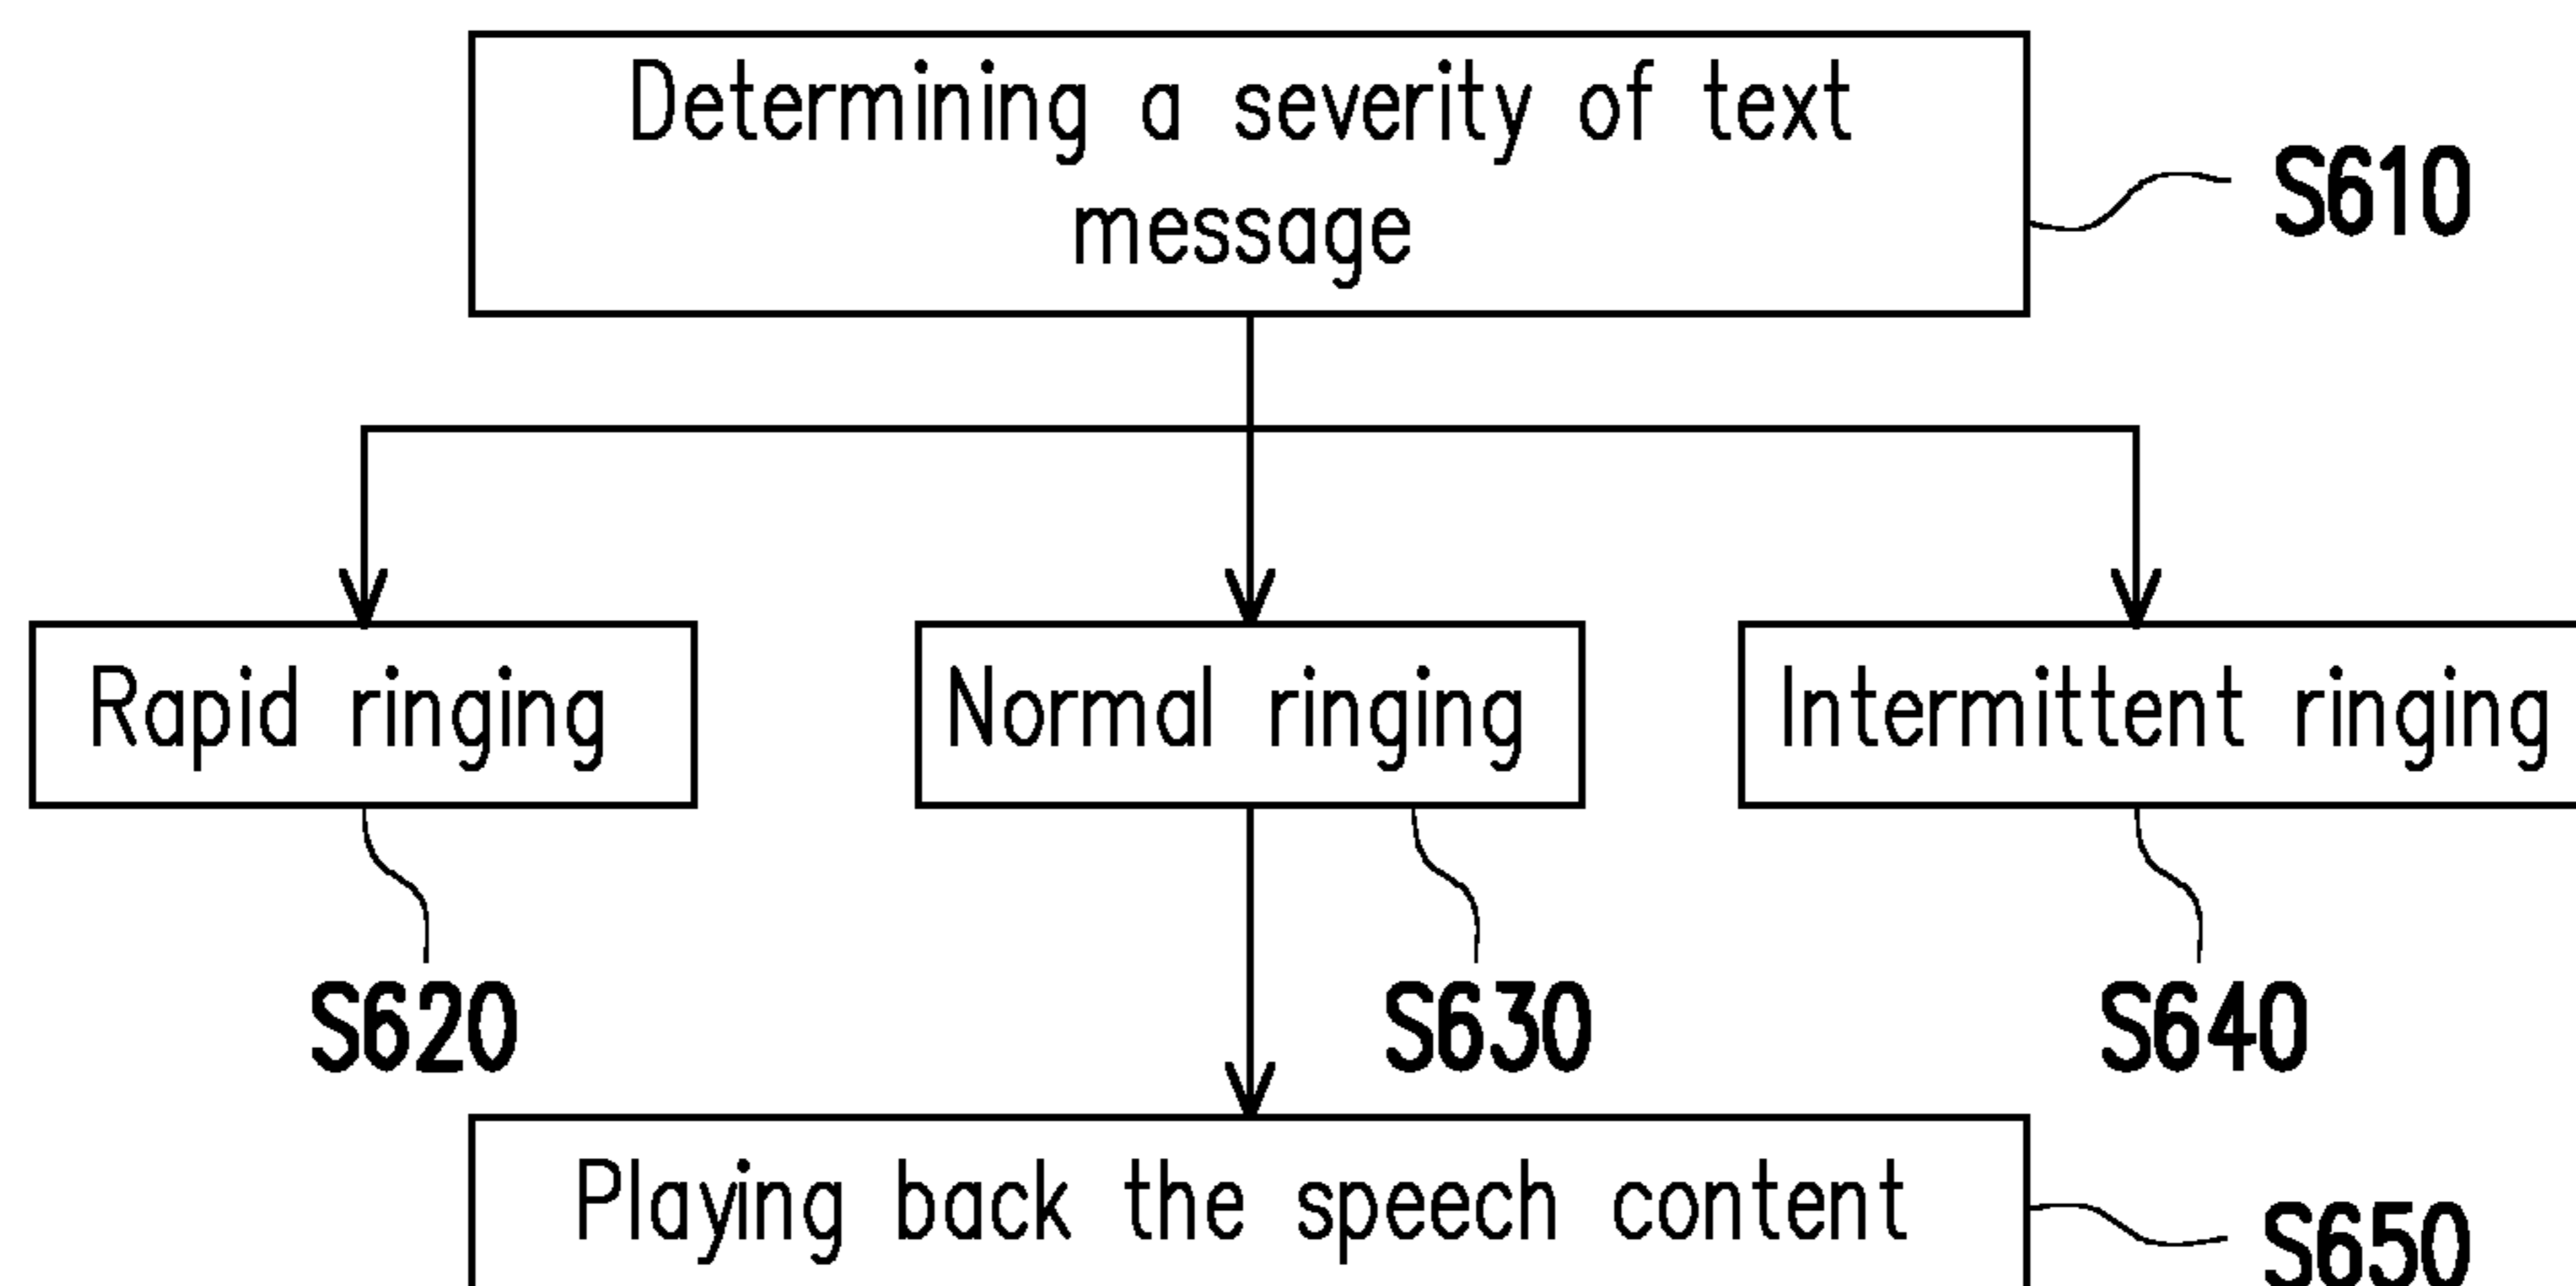 Determining a severity of text
message
S610
Rapid ringing
Normal ringing
Intermittent ringing
S620
S630
S640
Playing back the speech content
S650